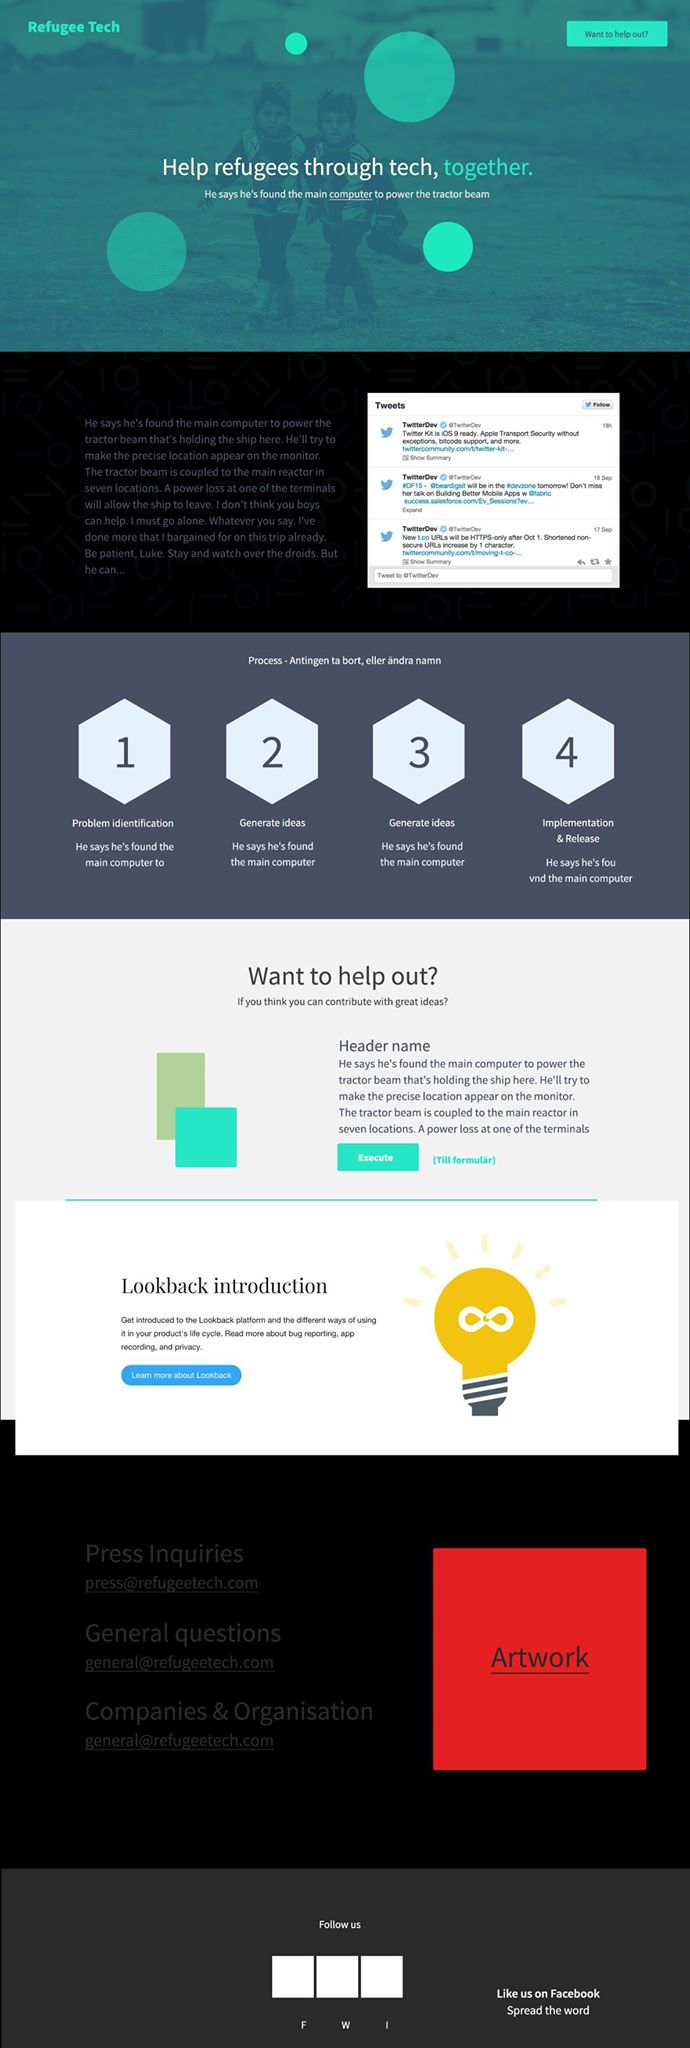 Refugee Tech
Want to help out?
Help refugees through tech, together.
He says he's found the main computer to power the tractor beam
He says he's found the main computer to power the
tractor beam that's holding the ship here. He'll try to
make the precise location appear on the monitor.
The tractor beam is coupled to the main reactor in
seven locations. A power loss at one of the terminals
will allow the ship to leave. I don't think you boys
can help. I must go alone. Whatever you say. I've
done more that I bargained for on this trip already.
Be patient, Luke. Stay and watch over the droids. But
he can...
Tweets
Follow
TwitterDev @TwitterDev 18h
Twitter Kit is iOS 9 ready. Apple Transport Security without
exceptions, bitcode support, and more.
twittercommunity.com/t/twitter-kit-...
Show Summary
TwitterDev @TwitterDev 18 Sep
#DF15 - @beardigsit will be in the #devzone tomorrow! Don't miss
her talk on Building Better Mobile Apps w @fabric
success.salesforce.com/Ev_Sessions?ev...
Expand
TwitterDev @TwitterDev 17 Sep
New t.co URLs will be HTTPS-only after Oct 1. Shortened non-
secure URLs increase by 1 character.
twittercommunity.com/t/moving-t-co-...
Show Summary
Tweet to @TwitterDev
Process - Antingen ta bort, eller ändra namn
1
2
3
4
Problem idientification
He says he's found the
main computer to
Generate ideas
He says he's found
the main computer
Generate ideas
He says he's found
the main computer
Implementation
& Release
He says he's fou
vnd the main computer
Want to help out?
If you think you can contribute with great ideas?
Header name
He says he's found the main computer to power the
tractor beam that's holding the ship here. He'll try to
make the precise location appear on the monitor.
The tractor beam is coupled to the main reactor in
seven locations. A power loss at one of the terminals
Execute
(Till formulär)
Lookback introduction
Get introduced to the Lookback platform and the different ways of using
it in your product's life cycle. Read more about bug reporting, app
recording, and privacy.
Learn more about Lookback
Press Inquiries
press@refugeetech.com
General questions
general@refugeetech.com
Companies & Organisation
general@refugeetech.com
Artwork
Follow us
F W I
Like us on Facebook
Spread the word